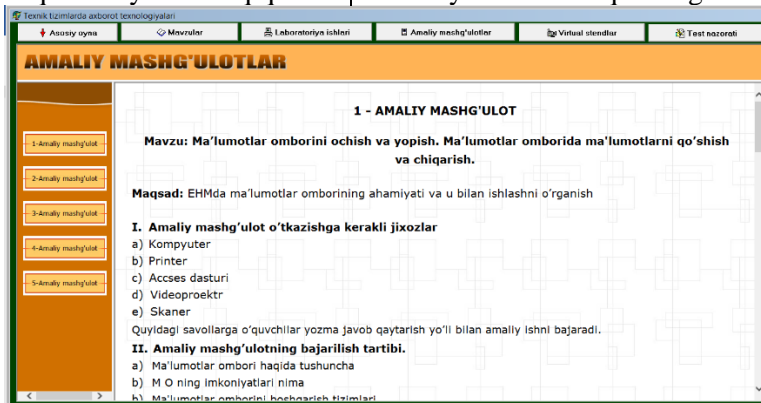 Texnik tizimlarda axborot texnologiyalari
Asosiy oyna
Mavzular
Laboratoriya ishlari
Amaliy mashg'ulotlar
Virtual stendlar
Test nazorati
AMALIY MASHG'ULOTLAR
1-Amaliy mashg'ulot
2-Amaliy mashg'ulot
3-Amaliy mashg'ulot
4-Amaliy mashg'ulot
5-Amaliy mashg'ulot
1 - AMALIY MASHG'ULOT
Mavzu: Ma’lumotlar omborini ochish va yopish. Ma’lumotlar omborida ma'lumotlarni qo’shish
va chiqarish.
Maqsad: EHMda ma’lumotlar omborining ahamiyati va u bilan ishlashni o’rganish
I. Amaliy mashg’ulot o’tkazishga kerakli jixozlar
a) Kompyuter
b) Printer
c) Accses dasturi
d) Videoproektr
e) Skaner
Quyidagi savollarga o’quvchilar yozma javob qaytarish yo’li bilan amaliy ishni bajaradi.
II. Amaliy mashg’ulotning bajarilish tartibi.
a) Ma'lumotlar ombori haqida tushuncha
b) M O ning imkoniyatlari nima
b) Ma'lumotlar omborini boshqarish tizimlari